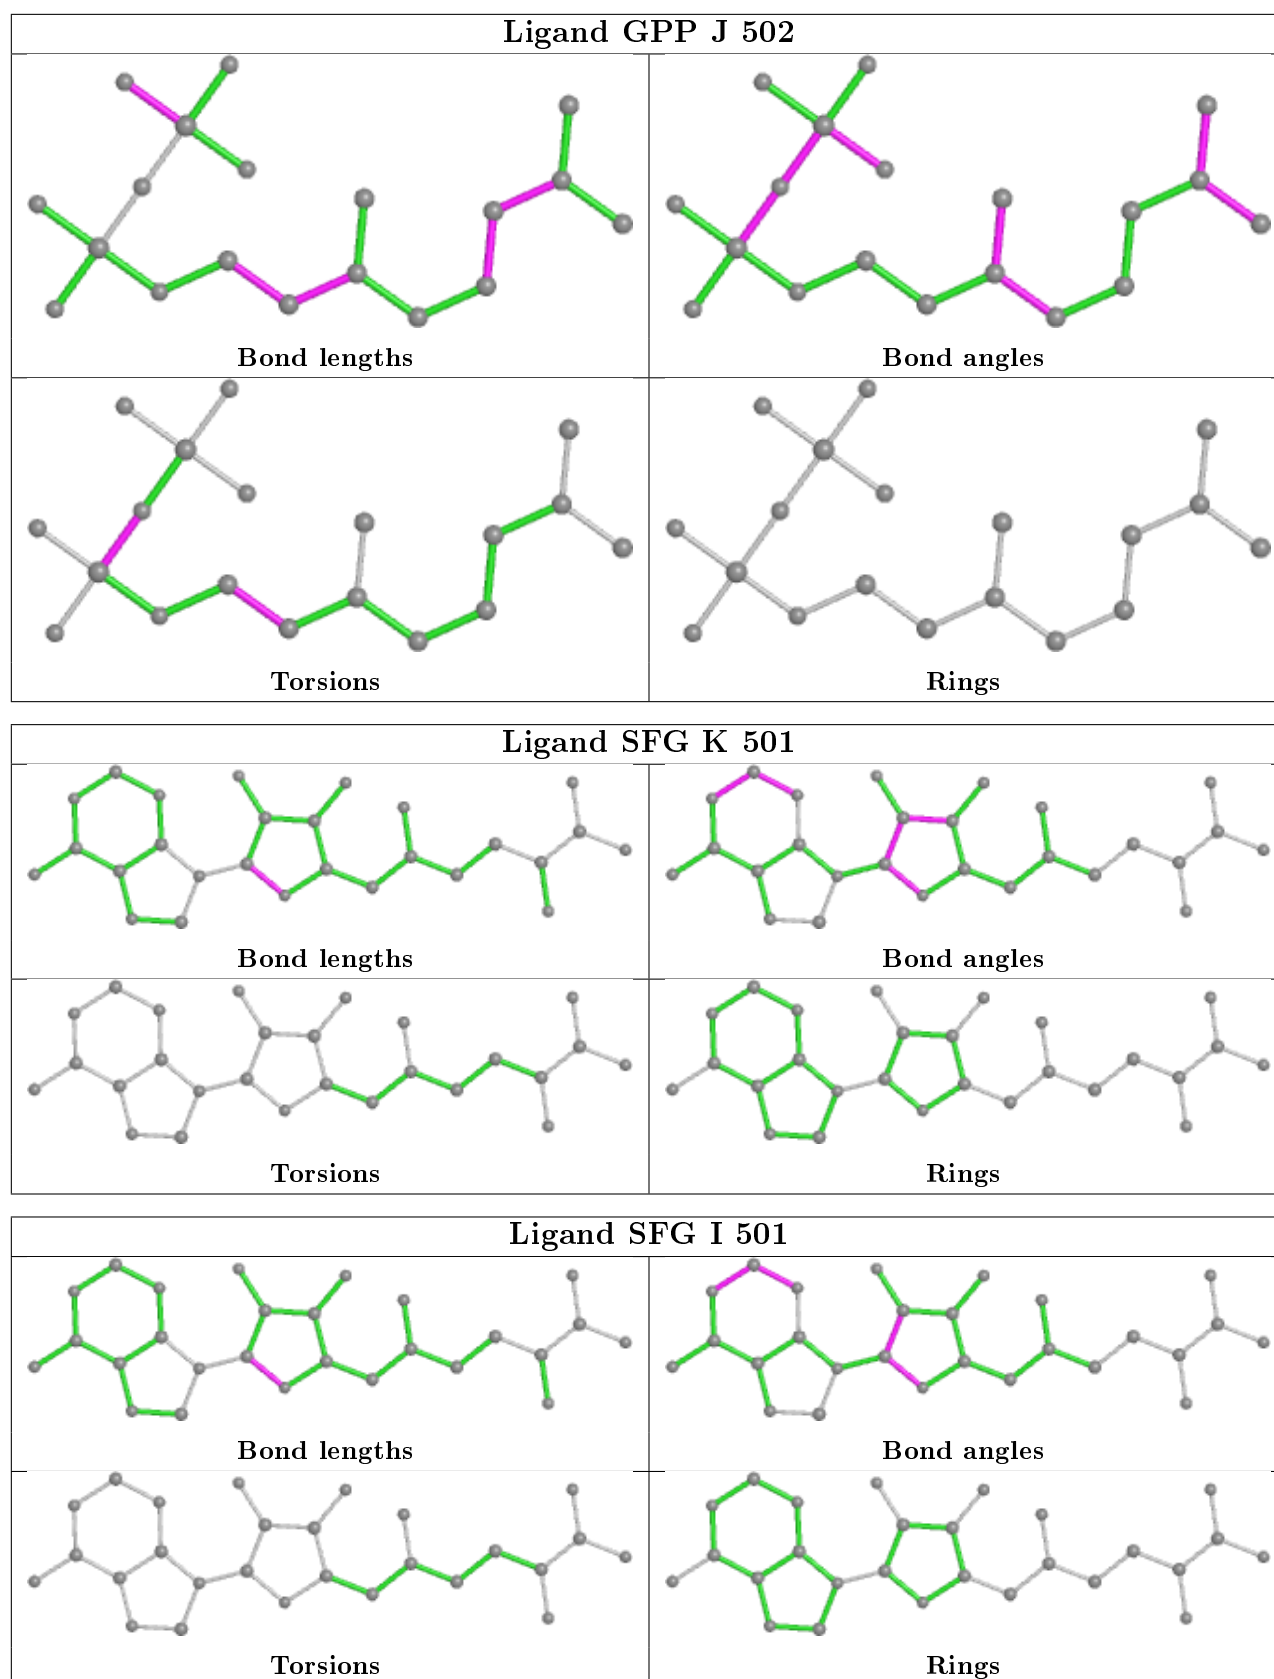 Ligand GPP J 502
Bond lengths
Bond angles
Torsions
Rings
Ligand SFG K 501
Bond lengths
Bond angles
Torsions
Rings
Ligand SFG I 501
Bond lengths
Bond angles
Torsions
Rings